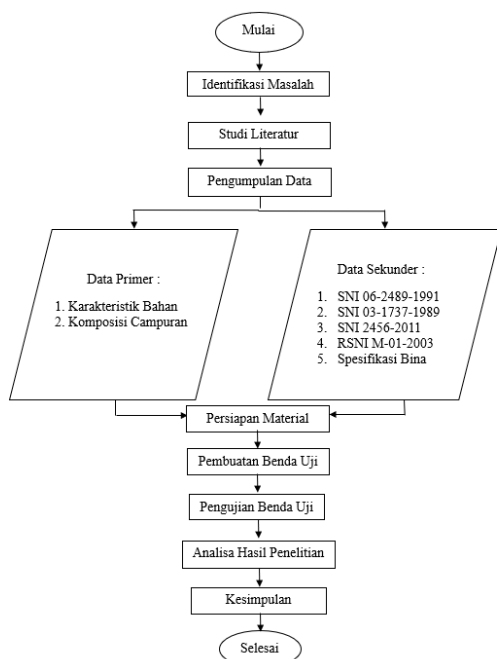 Mulai
Identifikasi Masalah
Studi Literatur
Pengumpulan Data
Data Primer :
1. Karakteristik Bahan
2. Komposisi Campuran
Data Sekunder :
1. SNI 06-2489-1991
2. SNI 03-1737-1989
3. SNI 2456-2011
4. RSNI M-01-2003
5. Spesifikasi Bina
Persiapan Material
Pembuatan Benda Uji
Pengujian Benda Uji
Analisa Hasil Penelitian
Kesimpulan
Selesai